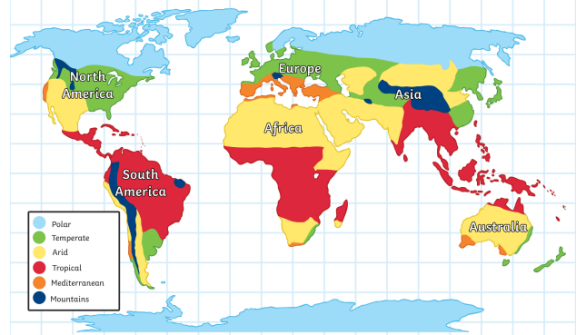 North
America
Europe
Asia
Africa
South
America
Australia
Polar
Temperate
Arid
Tropical
Mediterranean
Mountains